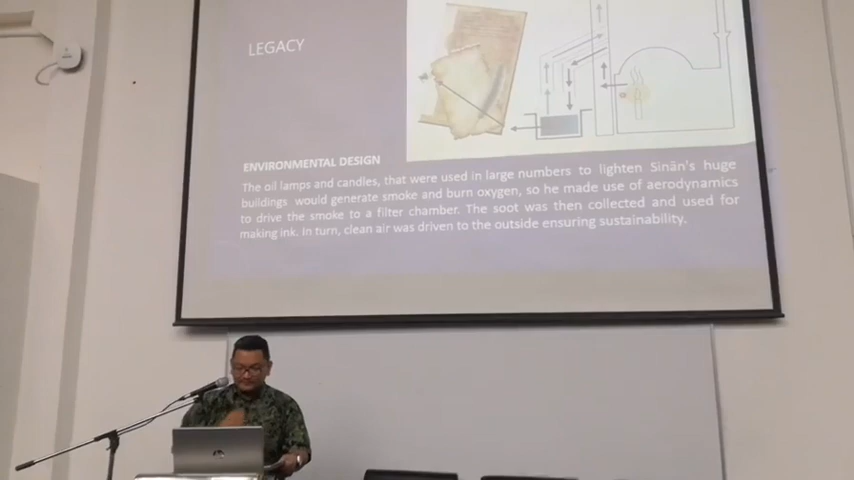 LEGACY
ENVIRONMENTAL DESIGN
The oil lamps and candles, that were used in large numbers to lighten Sinān's huge
buildings would generate smoke and burn oxygen, so he made use of aerodynamics
to drive the smoke to a filter chamber. The soot was then collected and used for
making ink. In turn, clean air was driven to the outside ensuring sustainability.